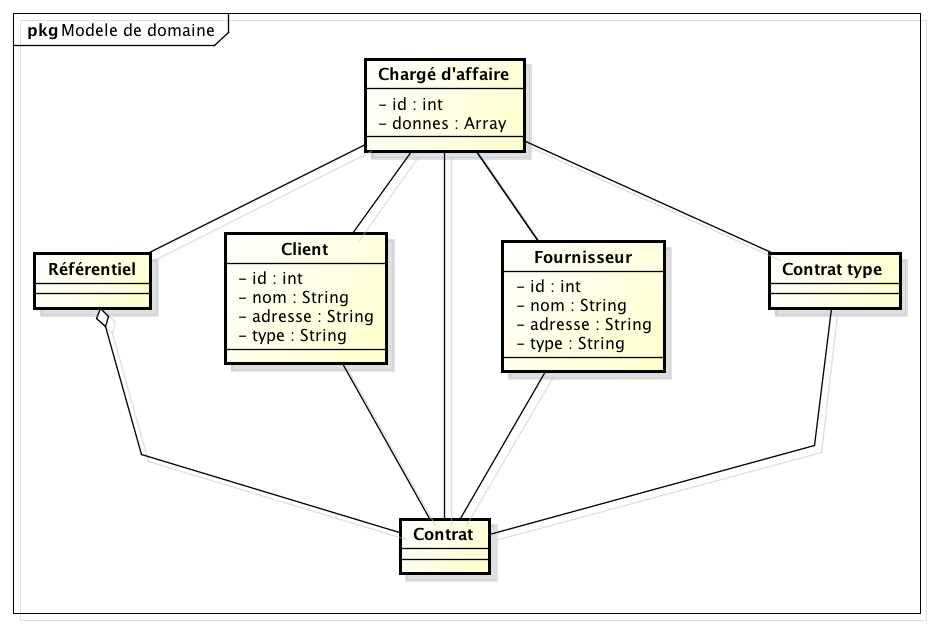 pkg Modele de domaine
Chargé d'affaire
- id : int
- donnes : Array
Référentiel
Client
- id : int
- nom : String
- adresse : String
- type : String
Fournisseur
- id : int
- nom : String
- adresse : String
- type : String
Contrat type
Contrat